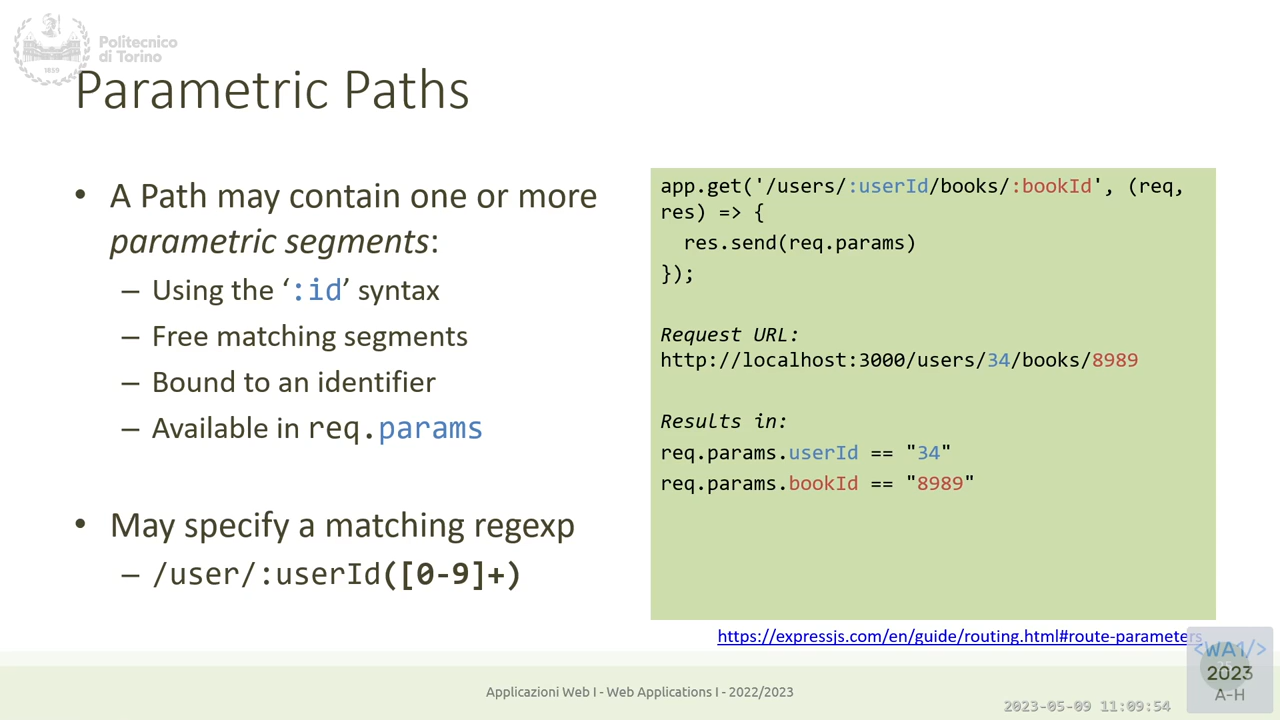 Politecnico
di Torino
1859
Parametric Paths
• A Path may contain one or more
parametric segments:
– Using the ‘:id’ syntax
– Free matching segments
– Bound to an identifier
– Available in req.params
• May specify a matching regexp
– /user/:userId([0-9]+)
app.get('/users/:userId/books/:bookId', (req,
res) => {
res.send(req.params)
});
Request URL:
http://localhost:3000/users/34/books/8989
Results in:
req.params.userId == "34"
req.params.bookId == "8989"
https://expressjs.com/en/guide/routing.html#route-parameters
Applicazioni Web I - Web Applications I - 2022/2023
<WA1/>
2023
A-H
2023-05-09 11:09:54